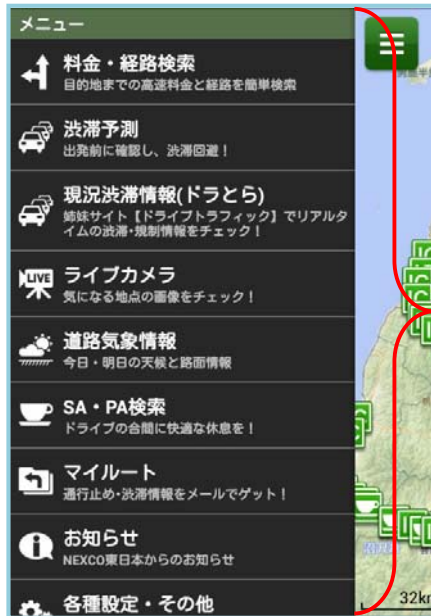 メニュー
料金・経路検索
目的地までの高速料金と経路を簡単検索
渋滞予測
出発前に確認し、渋滞回避！
現況渋滞情報(ドラとら)
姉妹サイト【ドライブトラフィック】でリアルタ
イムの渋滞・規制情報をチェック！
LIVE
ライブカメラ
気になる地点の画像をチェック！
道路気象情報
今日・明日の天候と路面情報
SA・PA検索
ドライブの合間に快適な休息を！
マイルート
通行止め・渋滞情報をメールでゲット！
お知らせ
NEXCO東日本からのお知らせ
各種設定・その他
32km